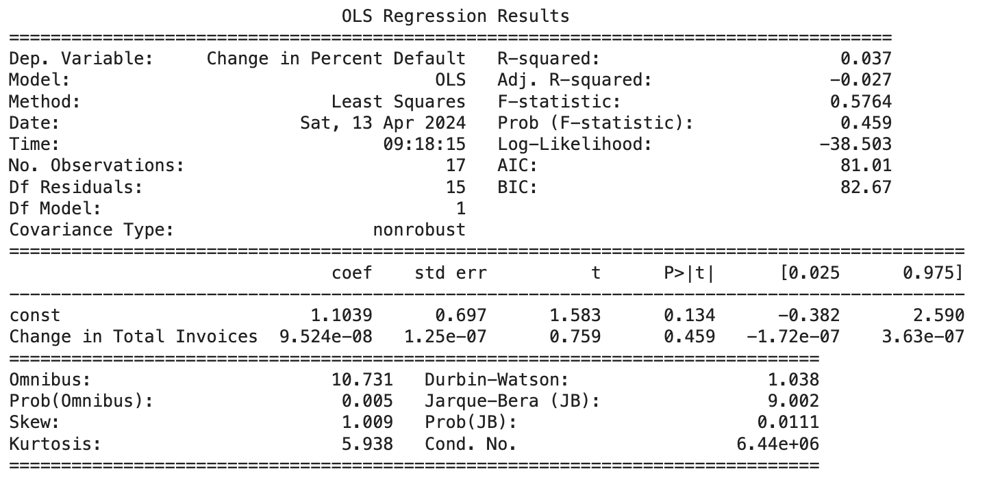 OLS Regression Results
==============================================================================
Dep. Variable: Change in Percent Default R-squared: 0.037
Model: OLS Adj. R-squared: -0.027
Method: Least Squares F-statistic: 0.5764
Date: Sat, 13 Apr 2024 Prob (F-statistic): 0.459
Time: 09:18:15 Log-Likelihood: -38.503
No. Observations: 17 AIC: 81.01
Df Residuals: 15 BIC: 82.67
Df Model: 1
Covariance Type: nonrobust
==============================================================================
coef std err t P>|t| [0.025 0.975]
------------------------------------------------------------------------------
const 1.1039 0.697 1.583 0.134 -0.382 2.590
Change in Total Invoices 9.524e-08 1.25e-07 0.759 0.459 -1.72e-07 3.63e-07
==============================================================================
Omnibus: 10.731 Durbin-Watson: 1.038
Prob(Omnibus): 0.005 Jarque-Bera (JB): 9.002
Skew: 1.009 Prob(JB): 0.0111
Kurtosis: 5.938 Cond. No. 6.44e+06
==============================================================================